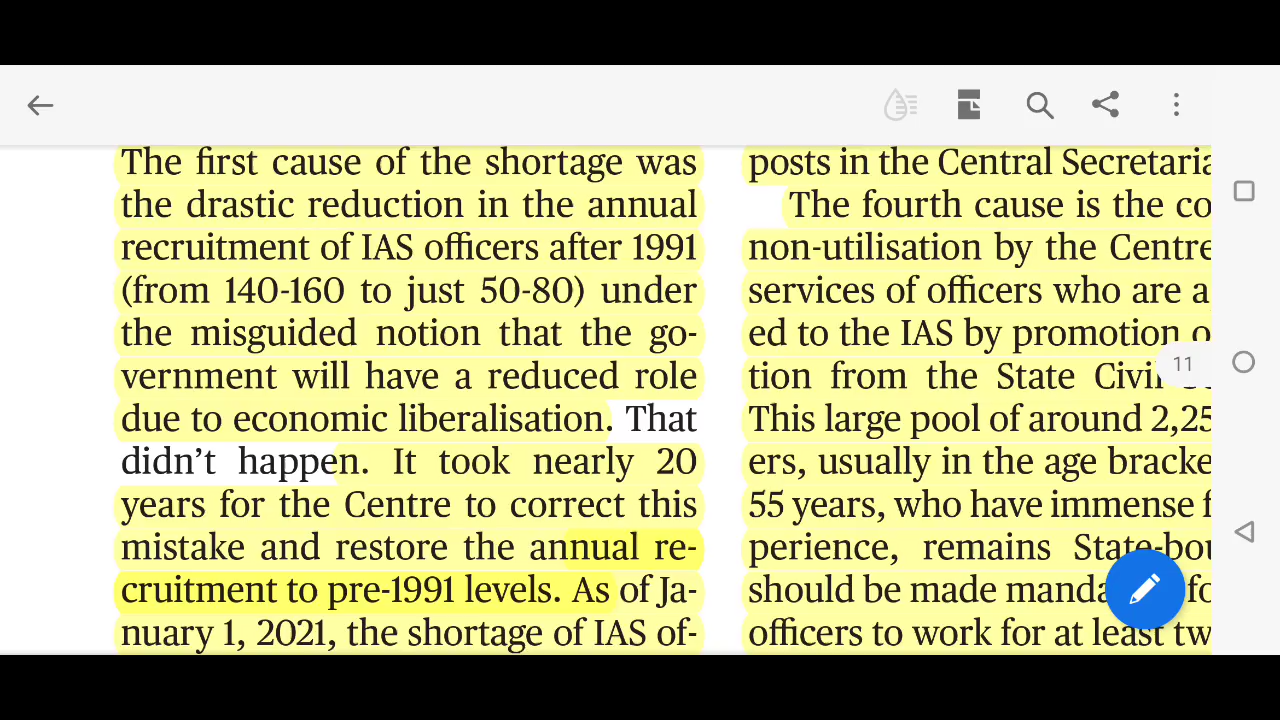 The first cause of the shortage was
the drastic reduction in the annual
recruitment of IAS officers after 1991
(from 140-160 to just 50-80) under
the misguided notion that the go-
vernment will have a reduced role
due to economic liberalisation. That
didn't happen. It took nearly 20
years for the Centre to correct this
mistake and restore the annual re-
cruitment to pre-1991 levels. As of Ja-
nuary 1, 2021, the shortage of IAS of-
posts in the Central
The fourth cause is the
non-utilisation by the Centre
services of officers who are
ed to the IAS by promotion
tion from the State
This large pool of around
ers, usually in the age
55 years, who have immense
perience, remains
should be made
officers to work for at least
11